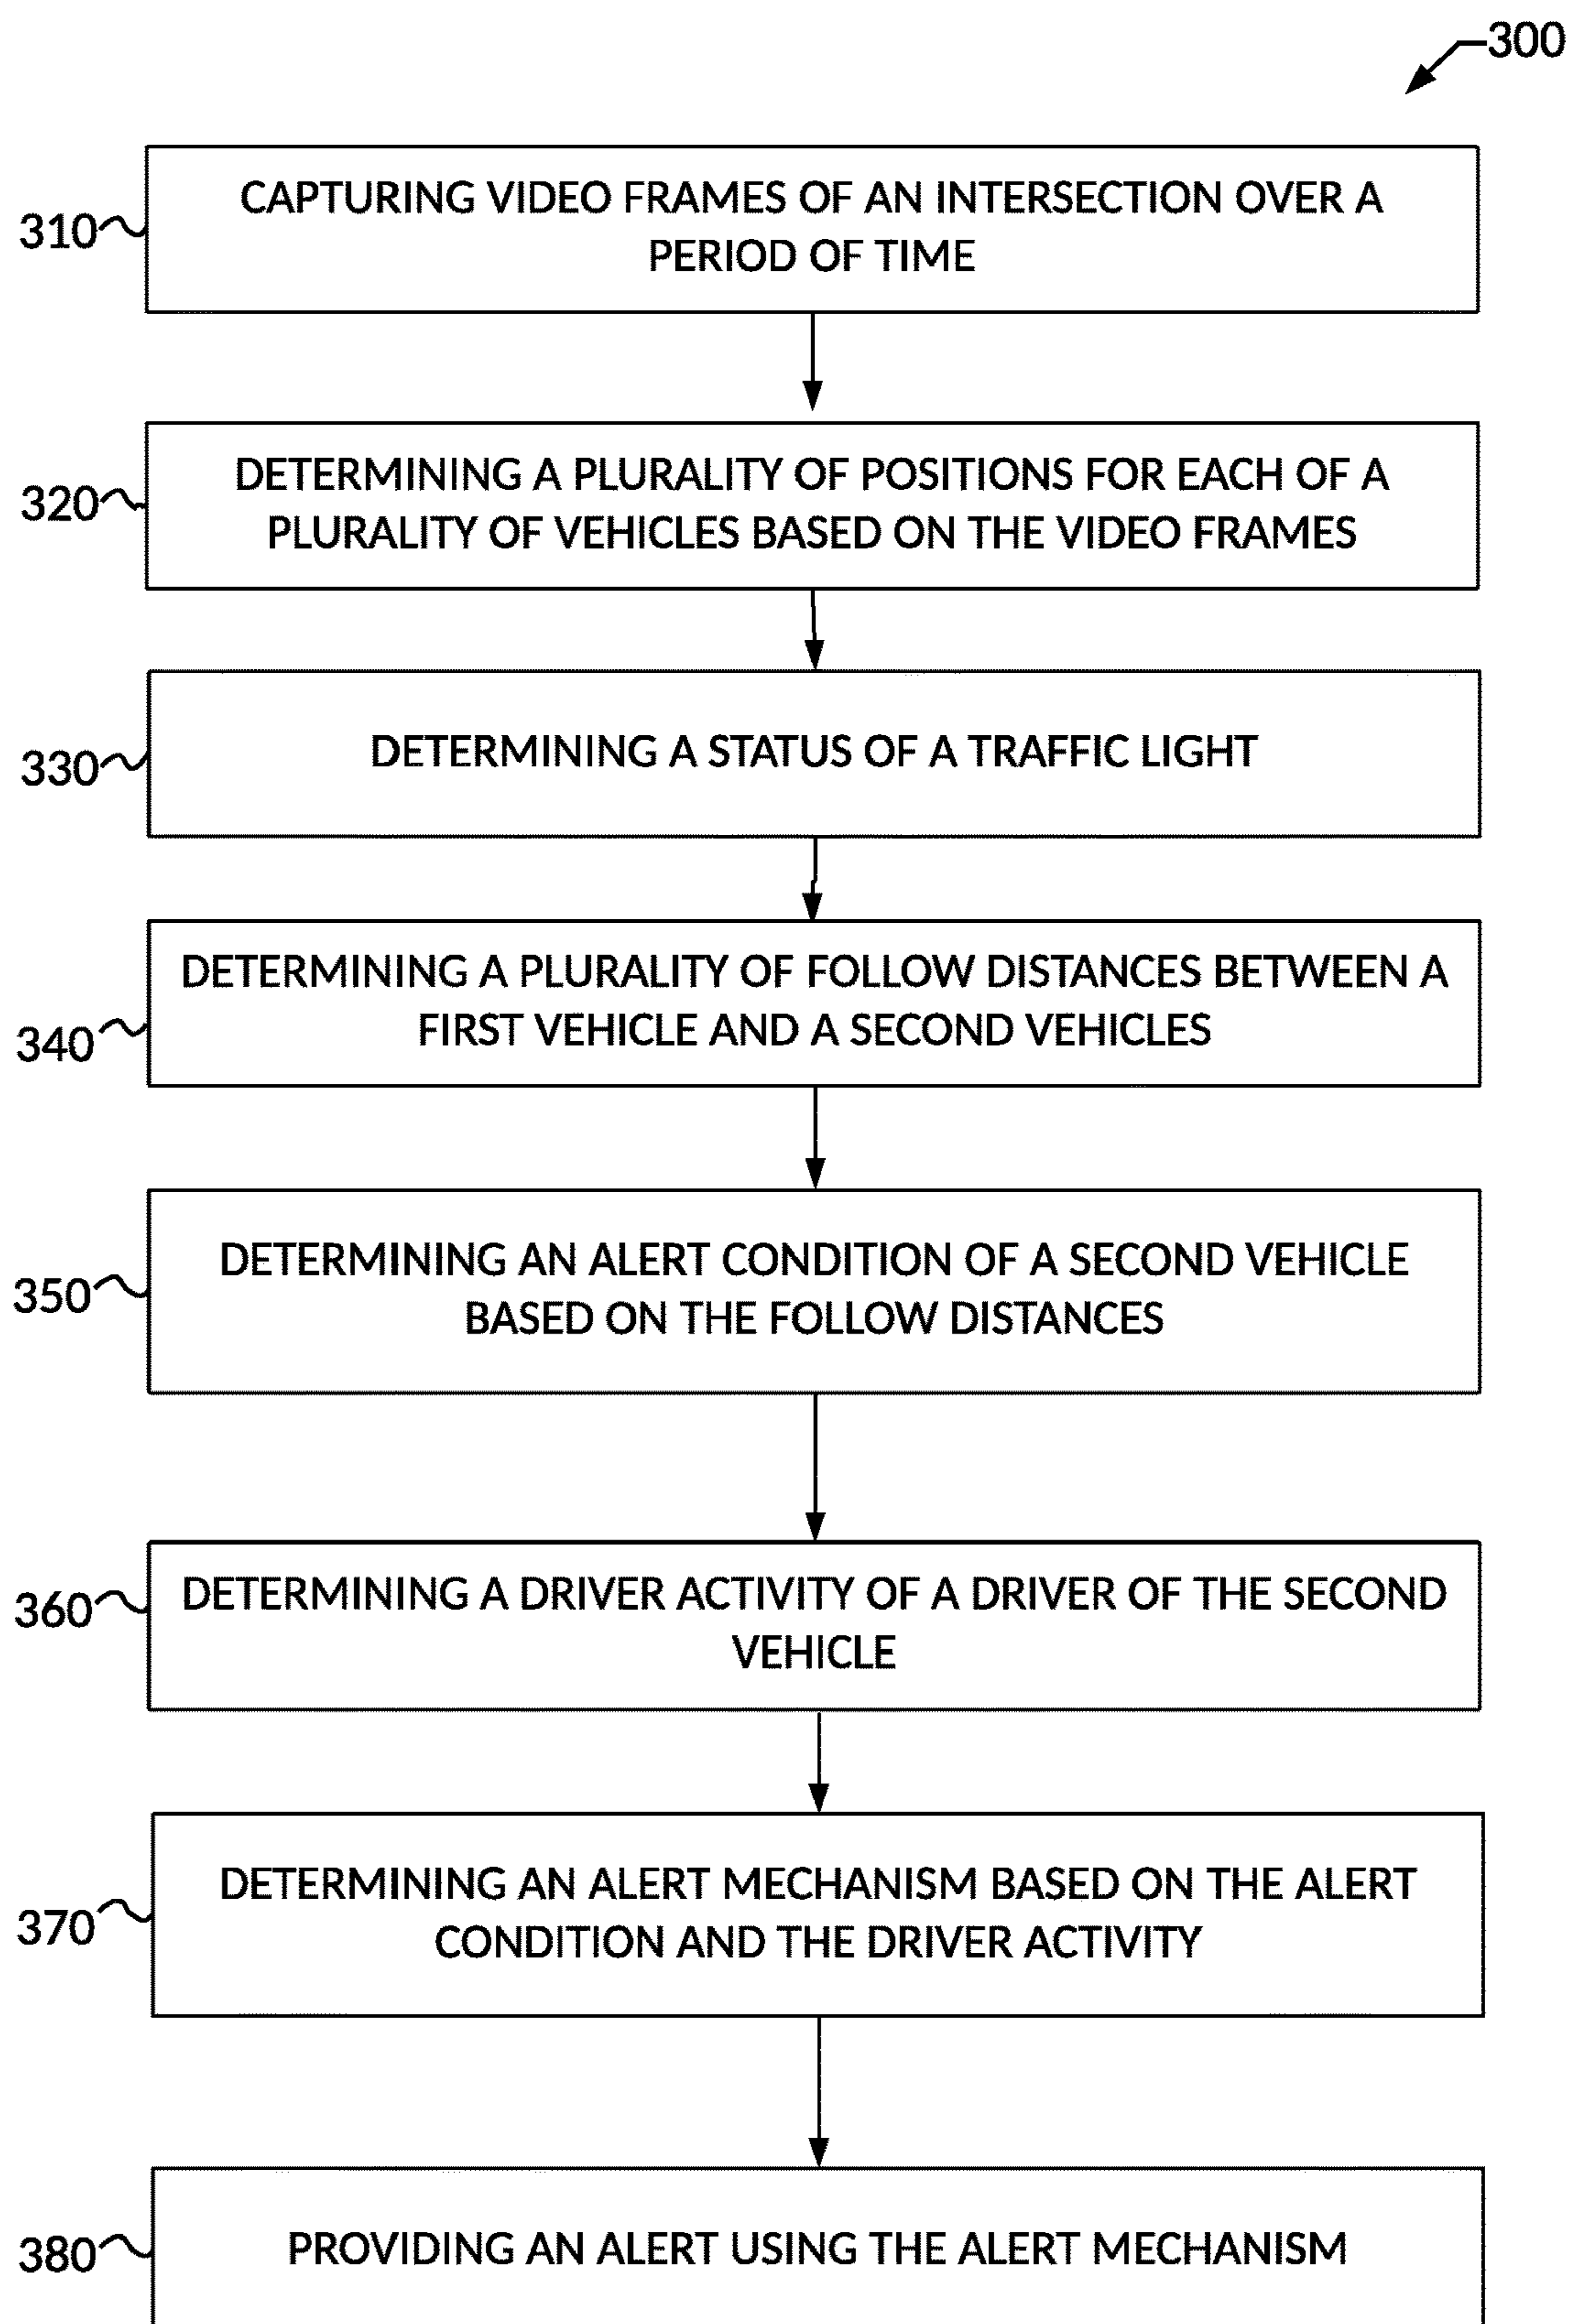 300
310
CAPTURING VIDEO FRAMES OF AN INTERSECTION OVER A
PERIOD OF TIME
320
DETERMINING A PLURALITY OF POSITIONS FOR EACH OF A
PLURALITY OF VEHICLES BASED ON THE VIDEO FRAMES
330
DETERMINING A STATUS OF A TRAFFIC LIGHT
340
DETERMINING A PLURALITY OF FOLLOW DISTANCES BETWEEN A
FIRST VEHICLE AND A SECOND VEHICLES
350
DETERMINING AN ALERT CONDITION OF A SECOND VEHICLE
BASED ON THE FOLLOW DISTANCES
360
DETERMINING A DRIVER ACTIVITY OF A DRIVER OF THE SECOND
VEHICLE
370
DETERMINING AN ALERT MECHANISM BASED ON THE ALERT
CONDITION AND THE DRIVER ACTIVITY
380
PROVIDING AN ALERT USING THE ALERT MECHANISM